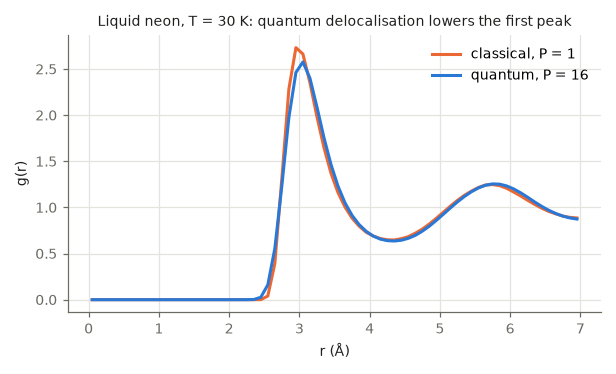 Liquid neon, T = 30 K: quantum delocalisation lowers the first peak
classical, P = 1
quantum, P = 16
g(r)
2.5
2.0
1.5
1.0
0.5
0.0
0 1 2 3 4 5 6 7
r (Å)